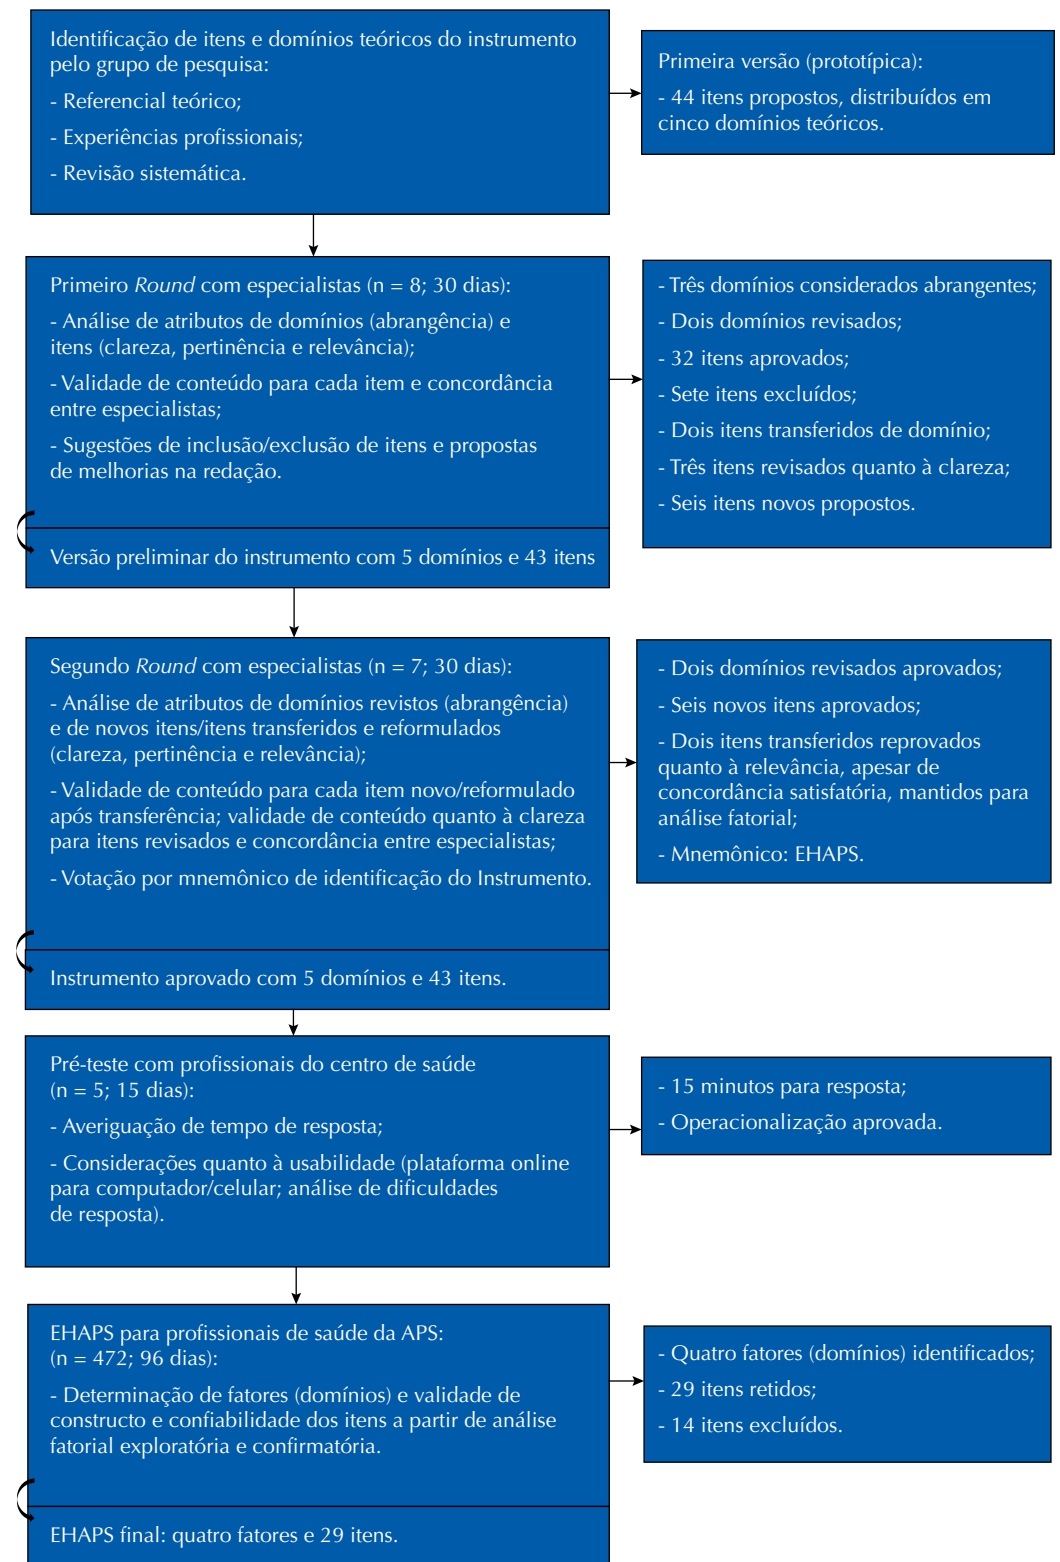 Identificação de itens e domínios teóricos do instrumento
pelo grupo de pesquisa:
- Referencial teórico;
- Experiências profissionais;
- Revisão sistemática.
Primeira versão (prototípica):
- 44 itens propostos, distribuídos em
cinco domínios teóricos.
Primeiro Round com especialistas (n = 8; 30 dias):
- Análise de atributos de domínios (abrangência) e
itens (clareza, pertinência e relevância);
- Validade de conteúdo para cada item e concordância
entre especialistas;
- Sugestões de inclusão/exclusão de itens e propostas
de melhorias na redação.
Versão preliminar do instrumento com 5 domínios e 43 itens
- Três domínios considerados abrangentes;
- Dois domínios revisados;
- 32 itens aprovados;
- Sete itens excluídos;
- Dois itens transferidos de domínio;
- Três itens revisados quanto à clareza;
- Seis itens novos propostos.
Segundo Round com especialistas (n = 7; 30 dias):
- Análise de atributos de domínios revistos (abrangência)
e de novos itens/itens transferidos e reformulados
(clareza, pertinência e relevância);
- Validade de conteúdo para cada item novo/reformulado
após transferência; validade de conteúdo quanto à clareza
para itens revisados e concordância entre especialistas;
- Votação por mnemônico de identificação do Instrumento.
Instrumento aprovado com 5 domínios e 43 itens.
- Dois domínios revisados aprovados;
- Seis novos itens aprovados;
- Dois itens transferidos reprovados
quanto à relevância, apesar de
concordância satisfatória, mantidos para
análise fatorial;
- Mnemônico: EHAPS.
Pré-teste com profissionais do centro de saúde
(n = 5; 15 dias):
- Averiguação de tempo de resposta;
- Considerações quanto à usabilidade (plataforma online
para computador/celular; análise de dificuldades
de resposta).
- 15 minutos para resposta;
- Operacionalização aprovada.
EHAPS para profissionais de saúde da APS:
(n = 472; 96 dias):
- Determinação de fatores (domínios) e validade de
constructo e confiabilidade dos itens a partir de análise
fatorial exploratória e confirmatória.
EHAPS final: quatro fatores e 29 itens.
- Quatro fatores (domínios) identificados;
- 29 itens retidos;
- 14 itens excluídos.